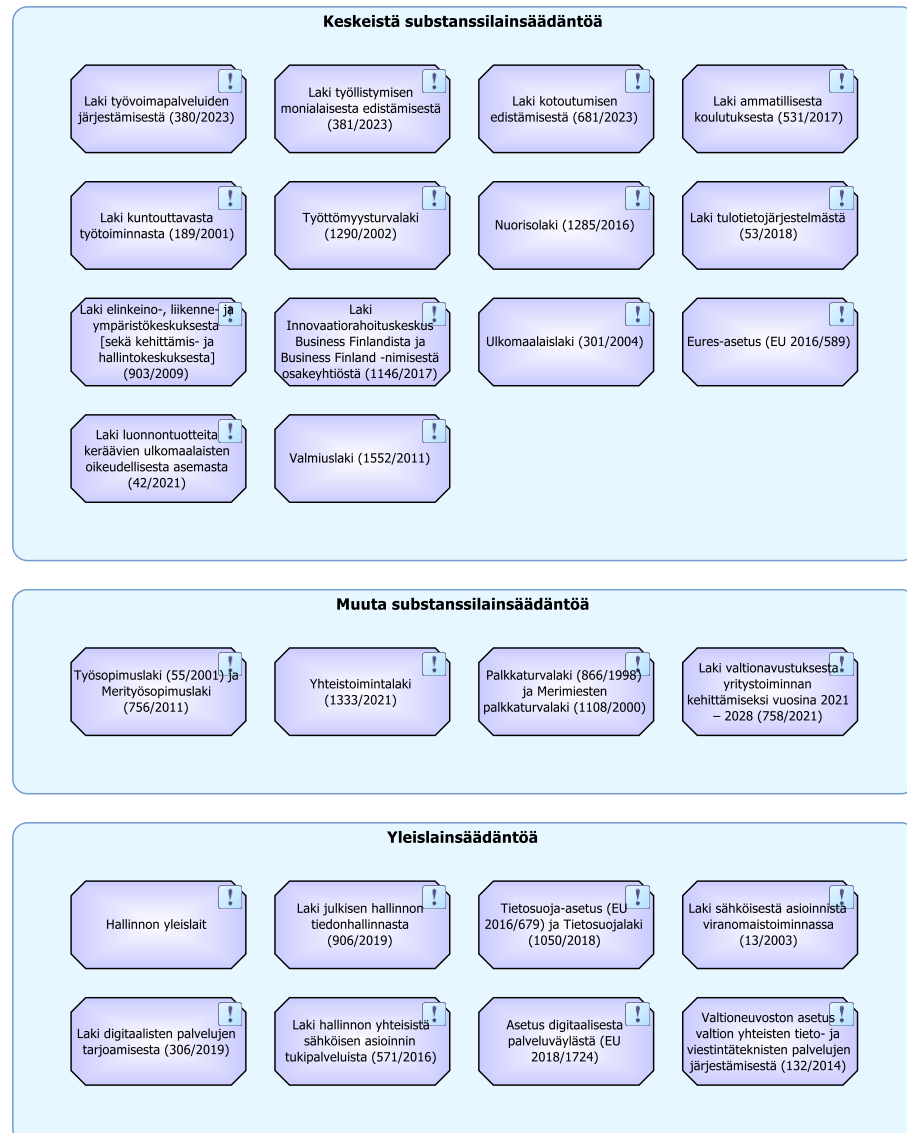 Keskeistä substanssilainsäädäntöä
Laki työvoimapalveluiden
järjestämisestä (380/2023)
Laki työllistymisen
monialaisesta edistämisestä
(381/2023)
Laki kotoutumisen
edistämisestä (681/2023)
Laki ammatillisesta
koulutuksesta (531/2017)
Laki kuntouttavasta
työtoiminnasta (189/2001)
Työttömyysturvalaki
(1290/2002)
Nuorisolaki (1285/2016)
Laki tulotietojärjestelmästä
(53/2018)
Laki elinkeino-, liikenne- ja
ympäristökeskuksesta
[sekä kehittämis- ja
hallintokeskuksesta]
(903/2009)
Laki
Innovaatiorahoituskeskus
Business Finlandista ja
Business Finland -nimisestä
osakeyhtiöstä (1146/2017)
Ulkomaalaislaki (301/2004)
Eures-asetus (EU 2016/589)
Laki luonnontuotteita
keräävien ulkomaalaisten
oikeudellisesta asemasta
(42/2021)
Valmiuslaki (1552/2011)
Muuta substanssilainsäädäntöä
Työsopimuslaki (55/2001) ja
Merityösopimuslaki
(756/2011)
Yhteistoimintalaki
(1333/2021)
Palkkaturvalaki (866/1998)
ja Merimiesten
palkkaturvalaki (1108/2000)
Laki valtionavustuksesta
yritystoiminnan
kehittämiseksi vuosina 2021
– 2028 (758/2021)
Yleislainsäädäntöä
Hallinnon yleislait
Laki julkisen hallinnon
tiedonhallinnasta
(906/2019)
Tietosuoja-asetus (EU
2016/679) ja Tietosuojalaki
(1050/2018)
Laki sähköisestä asioinnista
viranomaistoiminnassa
(13/2003)
Laki digitaalisten palvelujen
tarjoamisesta (306/2019)
Laki hallinnon yhteisistä
sähköisen asioinnin
tukipalveluista (571/2016)
Asetus digitaalisesta
palveluväylästä (EU
2018/1724)
Valtioneuvoston asetus
valtion yhteisten tieto- ja
viestintäteknisten palvelujen
järjestämisestä (132/2014)